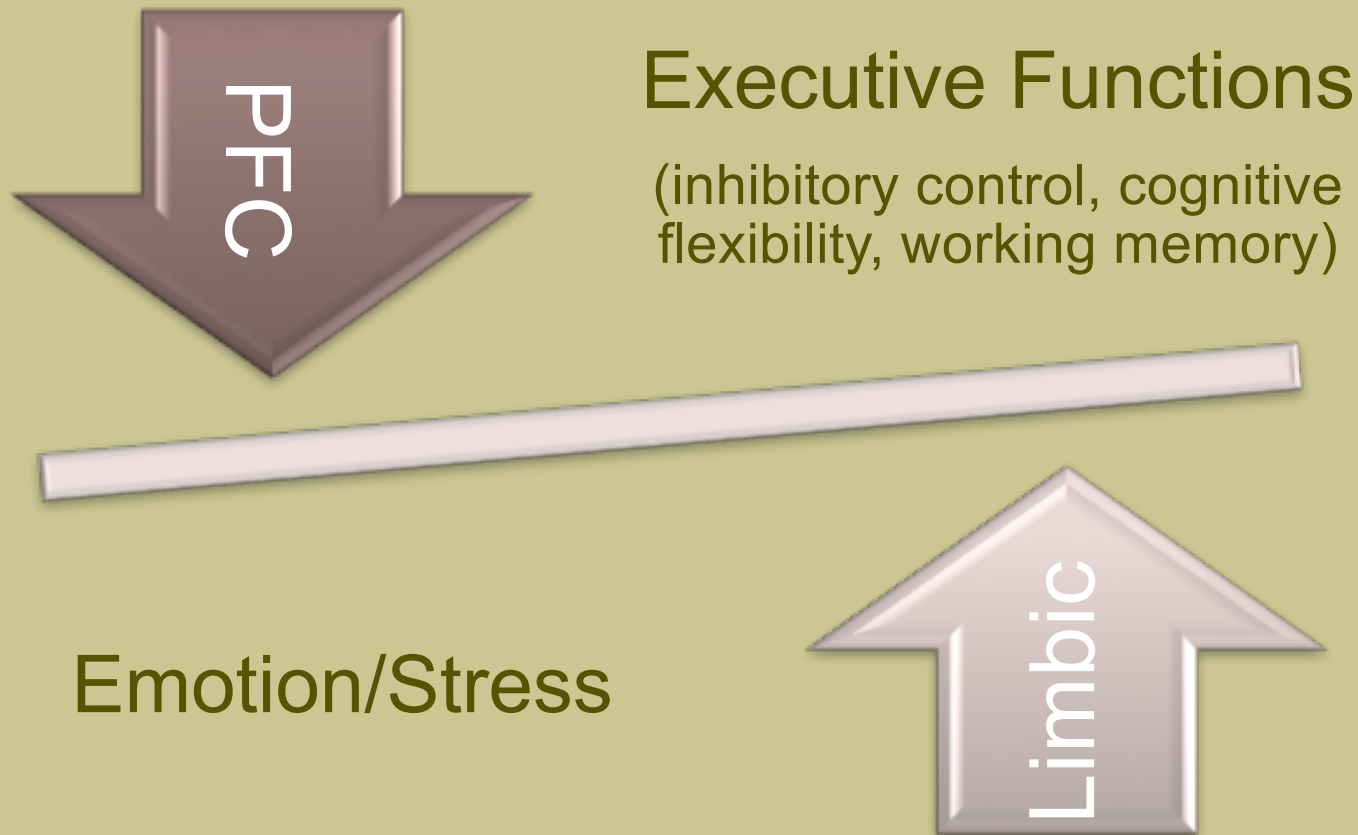 PFC
Executive Functions
(inhibitory control, cognitive
flexibility, working memory)
Emotion/Stress
Limbic